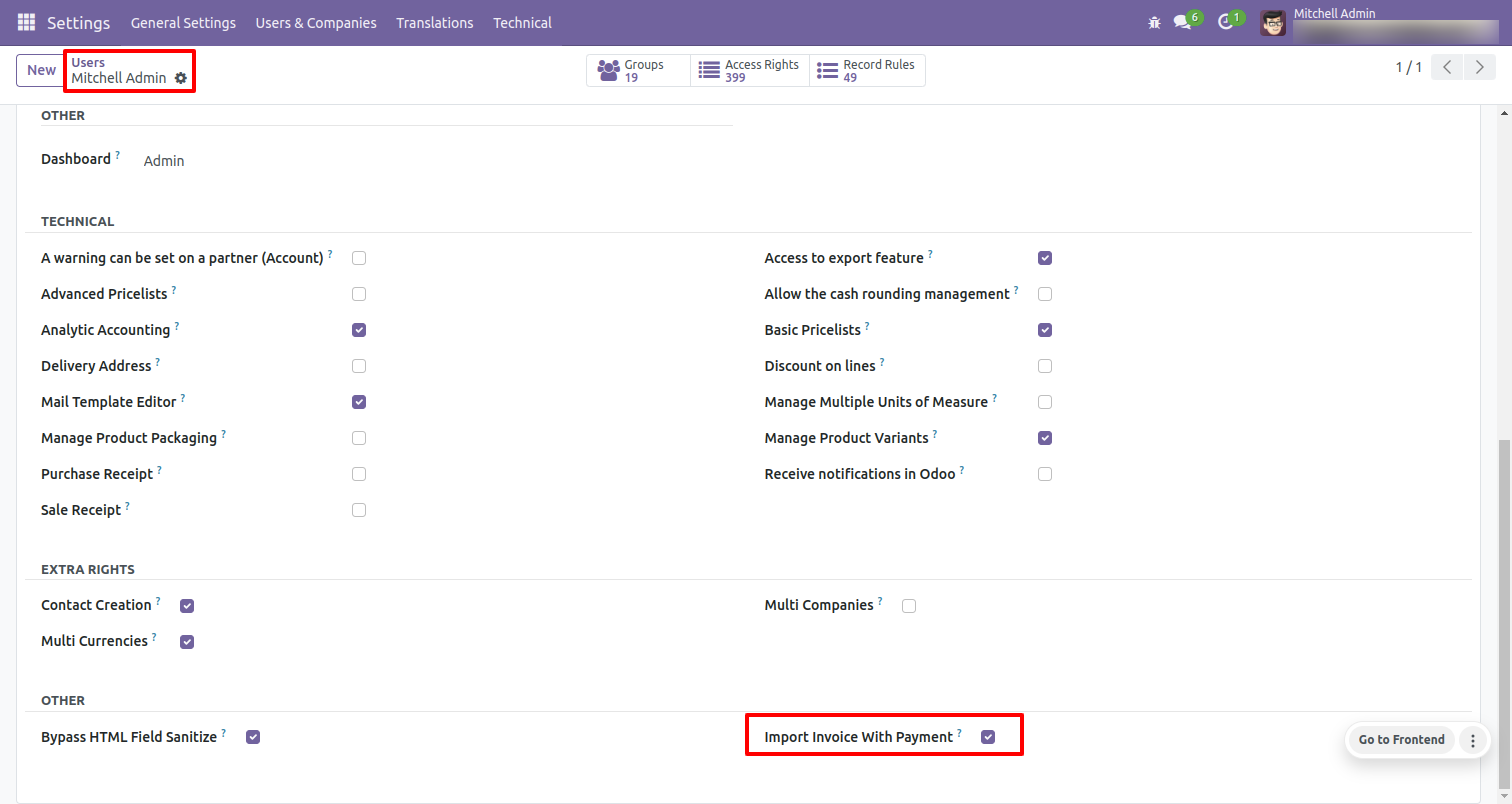 Settings General Settings Users & Companies Translations Technical 6 1 Mitchell Admin
New Users Groups Access Rights Record Rules
Mitchell Admin 19 399 49 1 / 1
OTHER
Dashboard ? Admin
TECHNICAL
A warning can be set on a partner (Account) ? Access to export feature ?
Advanced Pricelists ? Allow the cash rounding management ?
Analytic Accounting ? Basic Pricelists ?
Delivery Address ? Discount on lines ?
Mail Template Editor ? Manage Multiple Units of Measure ?
Manage Product Packaging ? Manage Product Variants ?
Purchase Receipt ? Receive notifications in Odoo ?
Sale Receipt ?
EXTRA RIGHTS
Contact Creation ? Multi Companies ?
Multi Currencies ?
OTHER
Bypass HTML Field Sanitize ? Import Invoice With Payment ? Go to Frontend